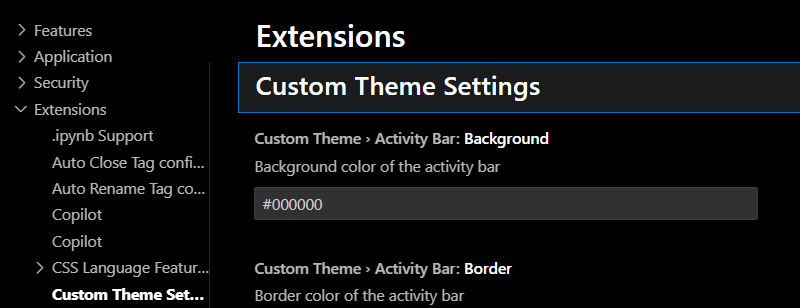 Features
Application
Security
Extensions
.ipynb Support
Auto Close Tag confi...
Auto Rename Tag co...
Copilot
Copilot
CSS Language Featur...
Custom Theme Set...
Extensions
Custom Theme Settings
Custom Theme › Activity Bar: Background
Background color of the activity bar
#000000
Custom Theme › Activity Bar: Border
Border color of the activity bar